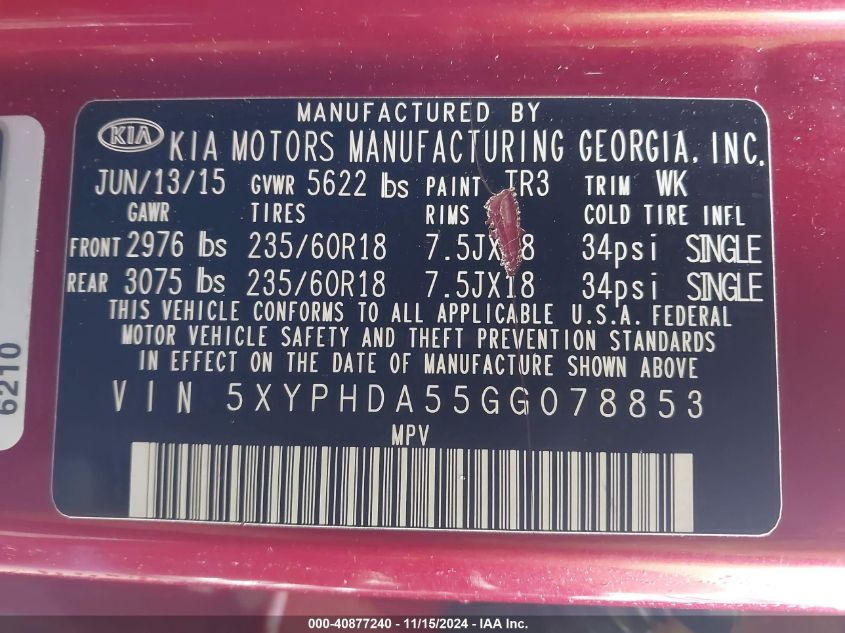 MANUFACTURED BY
KIA KIA MOTORS MANUFACTURING GEORGIA, INC.
JUN/13/15 GVWR 5622 lbs PAINT TR3 TRIM WK
GAWR TIRES RIMS COLD TIRE INFL
FRONT 2976 lbs 235/60R18 7.5JX18 34psi SINGLE
REAR 3075 lbs 235/60R18 7.5JX18 34psi SINGLE
THIS VEHICLE CONFORMS TO ALL APPLICABLE U.S.A. FEDERAL
MOTOR VEHICLE SAFETY AND THEFT PREVENTION STANDARDS
IN EFFECT ON THE DATE OF MANUFACTURE SHOWN ABOVE
VIN 5XYPHDA55GG078853
MPV
6210
000-40877240 - 11/15/2024 - IAA Inc.